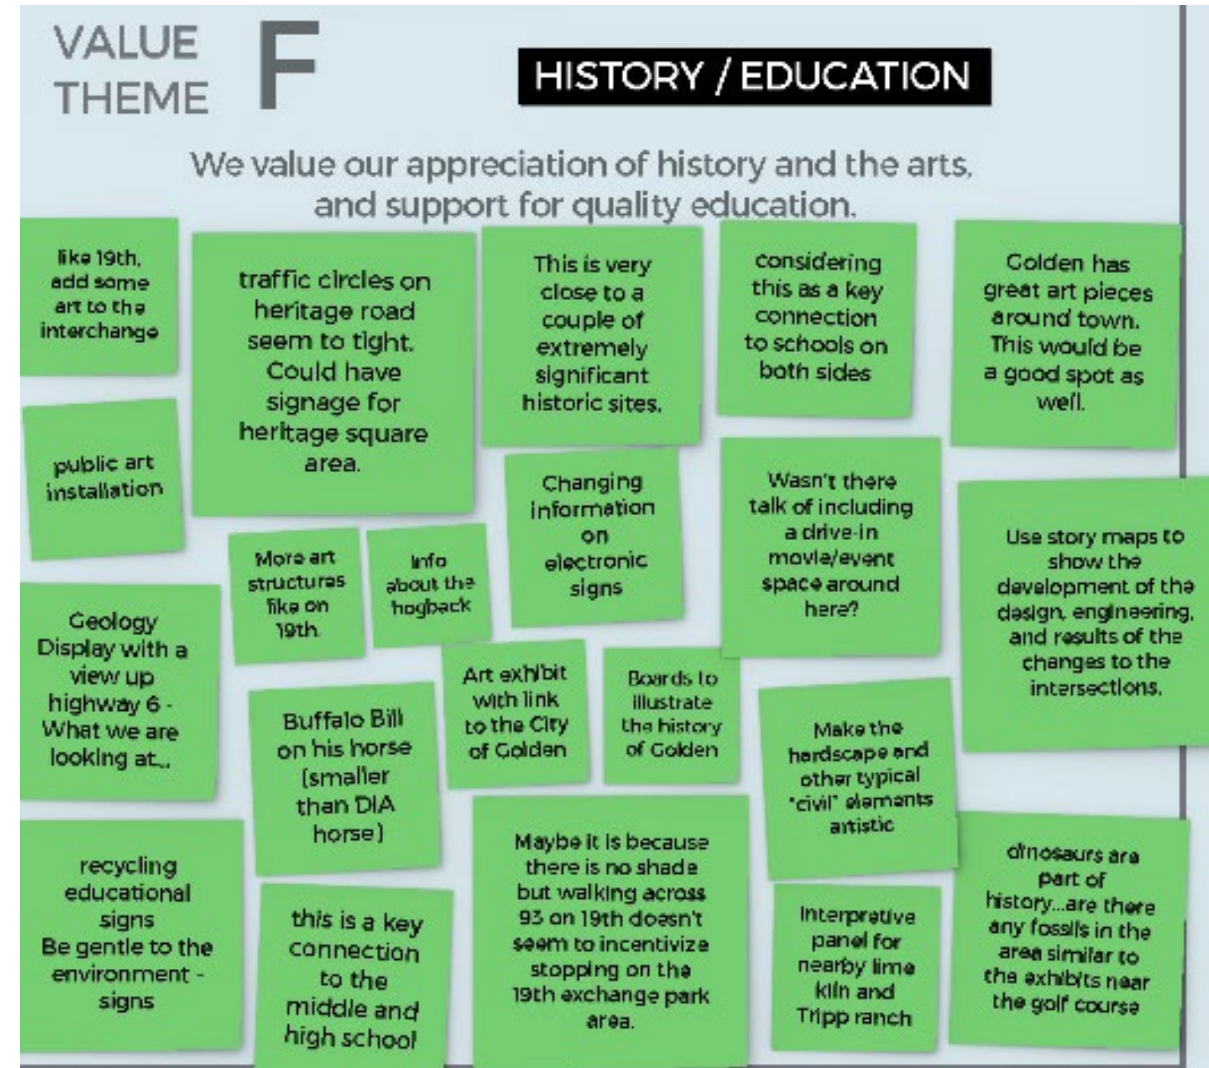 VALUE
THEME
F
HISTORY / EDUCATION
We value our appreciation of history and the arts,
and support for quality education.
like 19th,
add some
art to the
interchange
traffic circles on
heritage road
seem to tight.
Could have
signage for
heritage square
area.
This is very
close to a
couple of
extremely
significant
historic sites.
considering
this as a key
connection
to schools on
both sides
Golden has
great art pieces
around town.
This would be
a good spot as
well.
public art
installation
More art
structures
like on
19th.
Info
about the
hogback
Changing
information
on
electronic
signs
Wasn't there
talk of including
a drive-in
movie/event
space around
here?
Use story maps to
show the
development of the
design, engineering,
and results of the
changes to the
intersections.
Geology
Display with a
view up
highway 6 -
What we are
looking at...
Buffalo Bill
on his horse
(smaller
than DIA
horse)
Art exhibit
with link
to the City
of Golden
Boards to
illustrate
the history
of Golden
Make the
hardscape and
other typical
"civil" elements
artistic
recycling
educational
signs
Be gentle to the
environment -
signs
this is a key
connection
to the
middle and
high school
Maybe it is because
there is no shade
but walking across
93 on 19th doesn't
seem to incentivize
stopping on the
19th exchange park
area.
Interpretive
panel for
nearby lime
kiln and
Tripp ranch
dinosaurs are
part of
history...are there
any fossils in the
area similar to
the exhibits near
the golf course